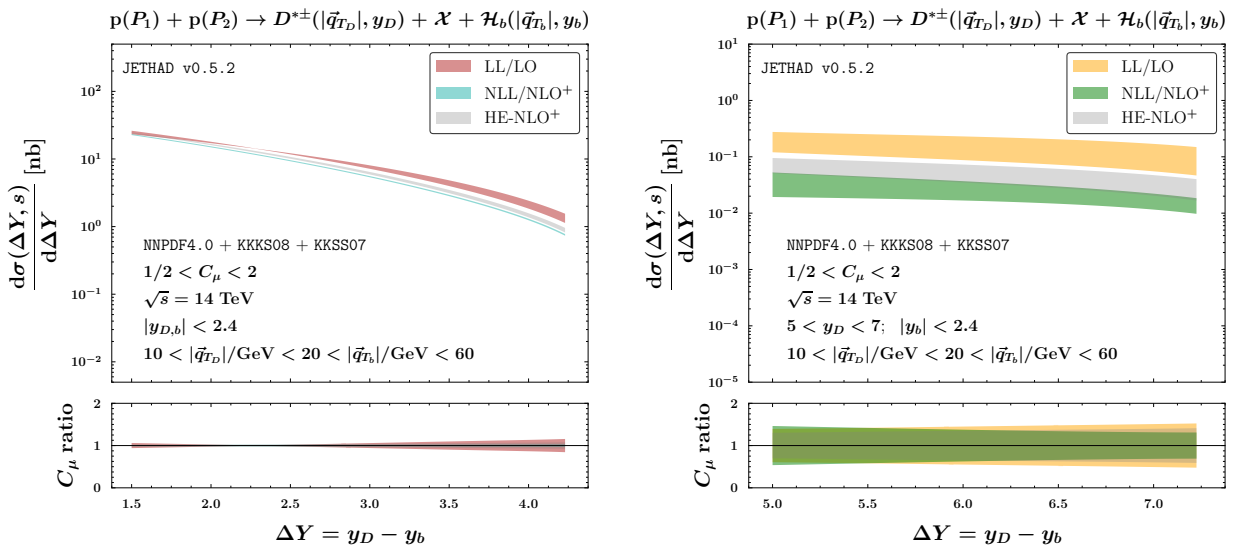 p(P₁) + p(P₂) → D*±(|q⃗_{T_D}|, y_D) + 𝒳 + ℋ_b(|q⃗_{T_b}|, y_b)
JETHAD v0.5.2
LL/LO
NLL/NLO⁺
HE-NLO⁺
dσ(ΔY, s)/dΔY [nb]
10²
10¹
10⁰
10⁻¹
10⁻²
NNPDF4.0 + KKKS08 + KKSS07
1/2 < C_μ < 2
√s = 14 TeV
|y_{D,b}| < 2.4
10 < |q⃗_{T_D}|/GeV < 20 < |q⃗_{T_b}|/GeV < 60
C_μ ratio
2
1
0
1.5 2.0 2.5 3.0 3.5 4.0
ΔY = y_D − y_b
p(P₁) + p(P₂) → D*±(|q⃗_{T_D}|, y_D) + 𝒳 + ℋ_b(|q⃗_{T_b}|, y_b)
JETHAD v0.5.2
LL/LO
NLL/NLO⁺
HE-NLO⁺
dσ(ΔY, s)/dΔY [nb]
10¹
10⁰
10⁻¹
10⁻²
10⁻³
10⁻⁴
10⁻⁵
NNPDF4.0 + KKKS08 + KKSS07
1/2 < C_μ < 2
√s = 14 TeV
5 < y_D < 7; |y_b| < 2.4
10 < |q⃗_{T_D}|/GeV < 20 < |q⃗_{T_b}|/GeV < 60
C_μ ratio
2
1
0
5.0 5.5 6.0 6.5 7.0
ΔY = y_D − y_b